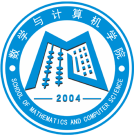 数学与计算机学院
2004
SCHOOL OF MATHEMATICS AND COMPUTER SCIENCE